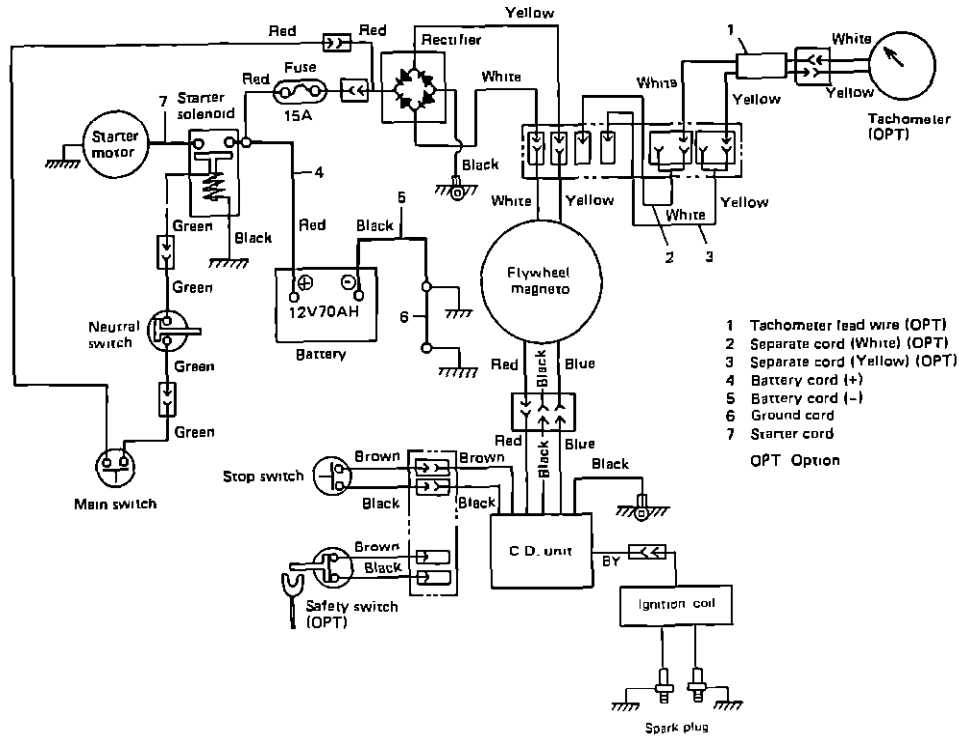 Yellow
Red
Rectifier
1
White
Red
Fuse
Tachometer
(OPT)
White
White
Yellow
Yellow
7
Starter
solenoid
15A
Starter
motor
4
Black
5
Yellow
White
Yellow
White
2
3
Green
Black
Red
Black
Green
12V70AH
Battery
6
Flywheel
magneto
Neutral
switch
Green
Green
Main switch
Red
Black
Blue
1 Tachometer lead wire (OPT)
2 Separate cord (White) (OPT)
3 Separate cord (Yellow) (OPT)
4 Battery cord (+)
5 Battery cord (–)
6 Ground cord
7 Starter cord
OPT Option
Red
Black
Blue
Stop switch
Brown
Brown
Black
Black
Black
C.D. unit
BY
Brown
Black
Safety switch
(OPT)
Ignition coil
Spark plug